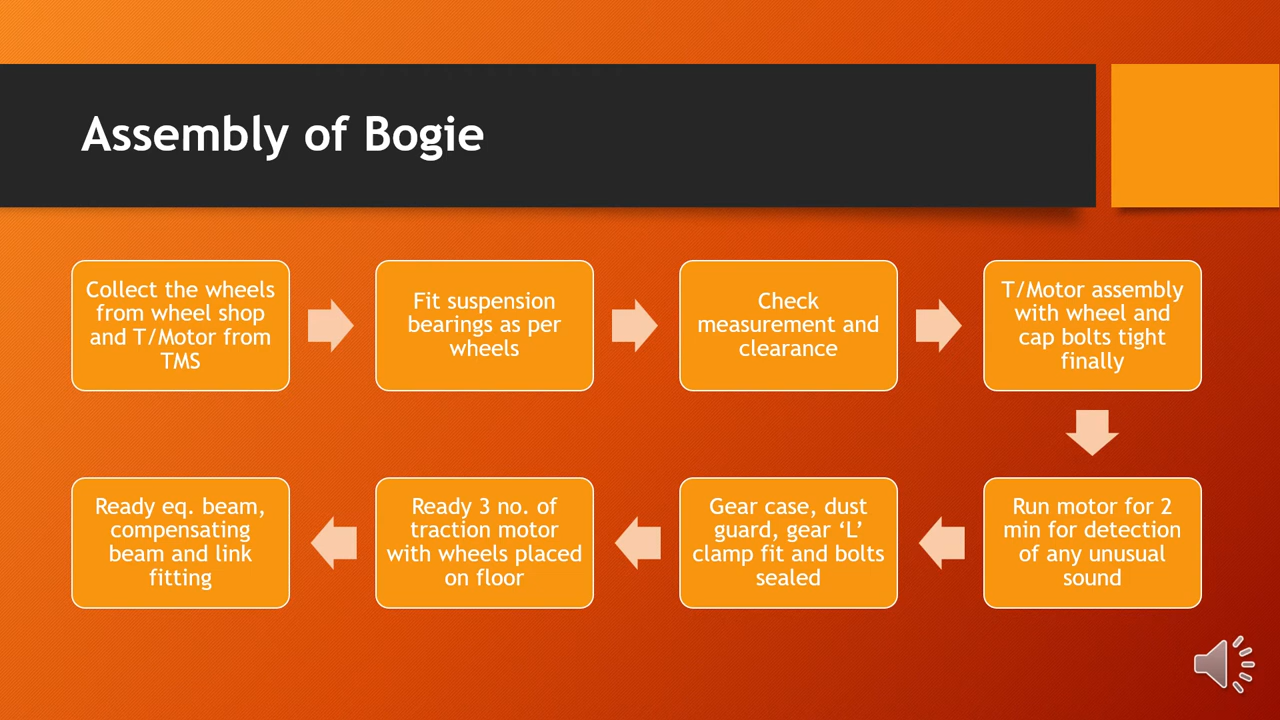 Assembly of Bogie
Collect the wheels
from wheel shop
and T/Motor from
TMS
Fit suspension
bearings as per
wheels
Check
measurement and
clearance
T/Motor assembly
with wheel and
cap bolts tight
finally
Run motor for 2
min for detection
of any unusual
sound
Gear case, dust
guard, gear ‘L’
clamp fit and bolts
sealed
Ready 3 no. of
traction motor
with wheels placed
on floor
Ready eq. beam,
compensating
beam and link
fitting